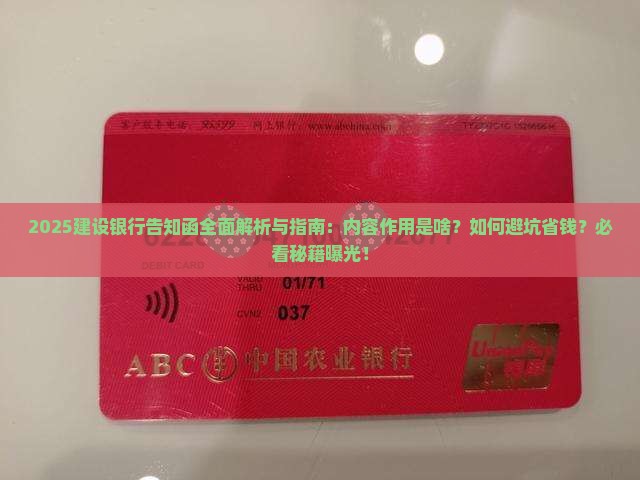 客户服务电话：95599 网上银行：www.abchina.com
2025建设银行告知函全面解析与指南：内容作用是啥？如何避坑省钱？必
看秘籍曝光！
DEBIT CARD
VALID
THRU 01/71
CVN2 037
ABC 中国农业银行
UnionPay
银联